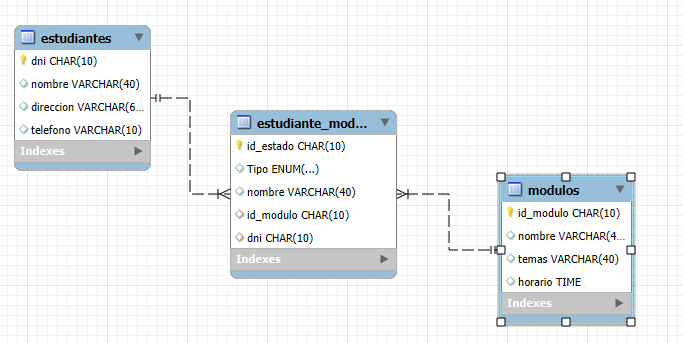 estudiantes
dni CHAR(10)
nombre VARCHAR(40)
direccion VARCHAR(6...
telefono VARCHAR(10)
Indexes
estudiante_mod...
id_estado CHAR(10)
Tipo ENUM(...)
nombre VARCHAR(40)
id_modulo CHAR(10)
dni CHAR(10)
Indexes
modulos
id_modulo CHAR(10)
nombre VARCHAR(4...
temas VARCHAR(40)
horario TIME
Indexes